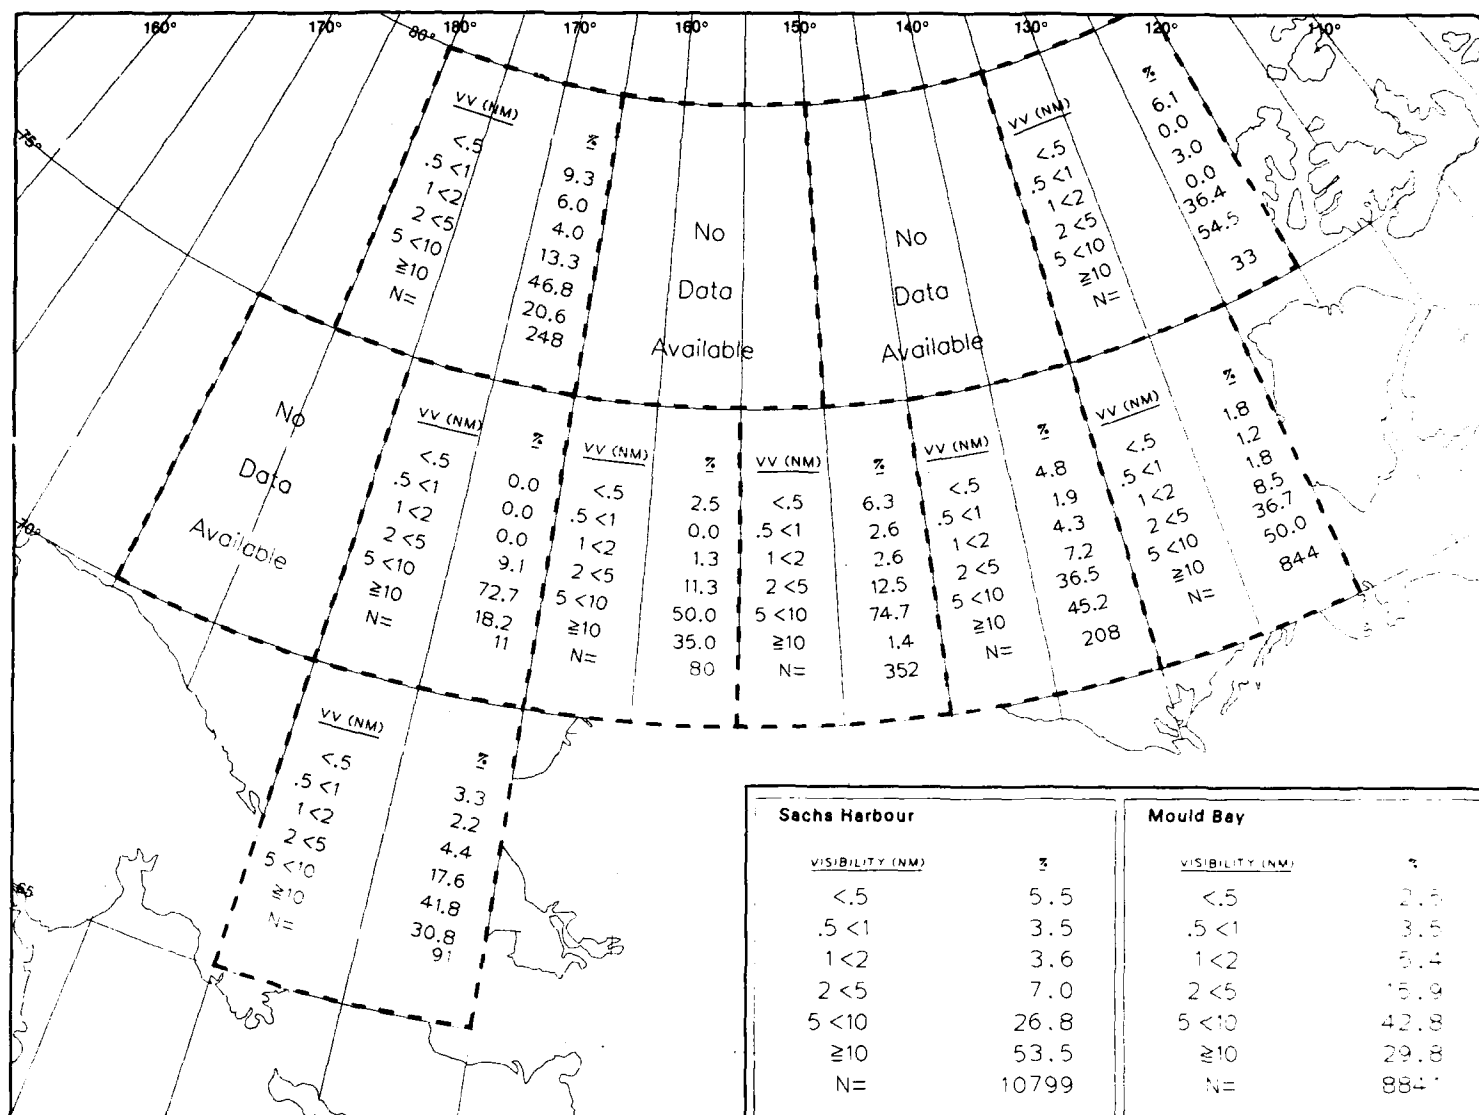 160° 170° 180° 170° 160° 150° 140° 130° 120° 110°
80°
75°
70°
65
VV (NM) %
<.5 9.3
.5 <1 6.0
1 <2 4.0
2 <5 13.3
5 <10 46.8
≧10 20.6
N= 248
No
Data
Available
No
Data
Available
VV (NM) %
<.5 6.1
.5 <1 0.0
1 <2 3.0
2 <5 0.0
5 <10 36.4
≧10 54.5
N= 33
No
Data
Available
VV (NM) %
<.5 0.0
.5 <1 0.0
1 <2 0.0
2 <5 9.1
5 <10 72.7
≧10 18.2
N= 11
VV (NM) %
<.5 2.5
.5 <1 0.0
1 <2 1.3
2 <5 11.3
5 <10 50.0
≧10 35.0
N= 80
VV (NM) %
<.5 6.3
.5 <1 2.6
1 <2 2.6
2 <5 12.5
5 <10 74.7
≧10 1.4
N= 352
VV (NM) %
<.5 4.8
.5 <1 1.9
1 <2 4.3
2 <5 7.2
5 <10 36.5
≧10 45.2
N= 208
VV (NM) %
<.5 1.8
.5 <1 1.2
1 <2 1.8
2 <5 8.5
5 <10 36.7
≧10 50.0
N= 844
VV (NM) %
<.5 3.3
.5 <1 2.2
1 <2 4.4
2 <5 17.6
5 <10 41.8
≧10 30.8
N= 91
Sachs Harbour
VISIBILITY (NM) %
<.5 5.5
.5 <1 3.5
1 <2 3.6
2 <5 7.0
5 <10 26.8
≧10 53.5
N= 10799
Mould Bay
VISIBILITY (NM) %
<.5
.5 <1 3.5
1 <2 5.4
2 <5 15.9
5 <10 42.8
≧10 29.8
N=